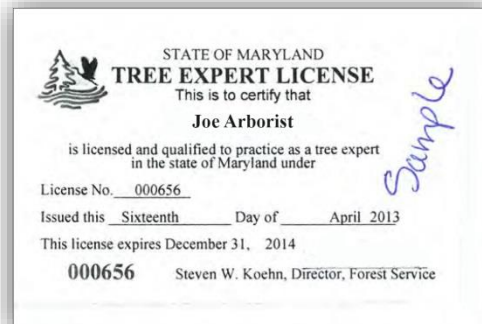 STATE OF MARYLAND
TREE EXPERT LICENSE
This is to certify that
Joe Arborist
is licensed and qualified to practice as a tree expert
in the state of Maryland under
License No. 000656
Issued this Sixteenth Day of April 2013
This license expires December 31, 2014
000656 Steven W. Koehn, Director, Forest Service
Sample